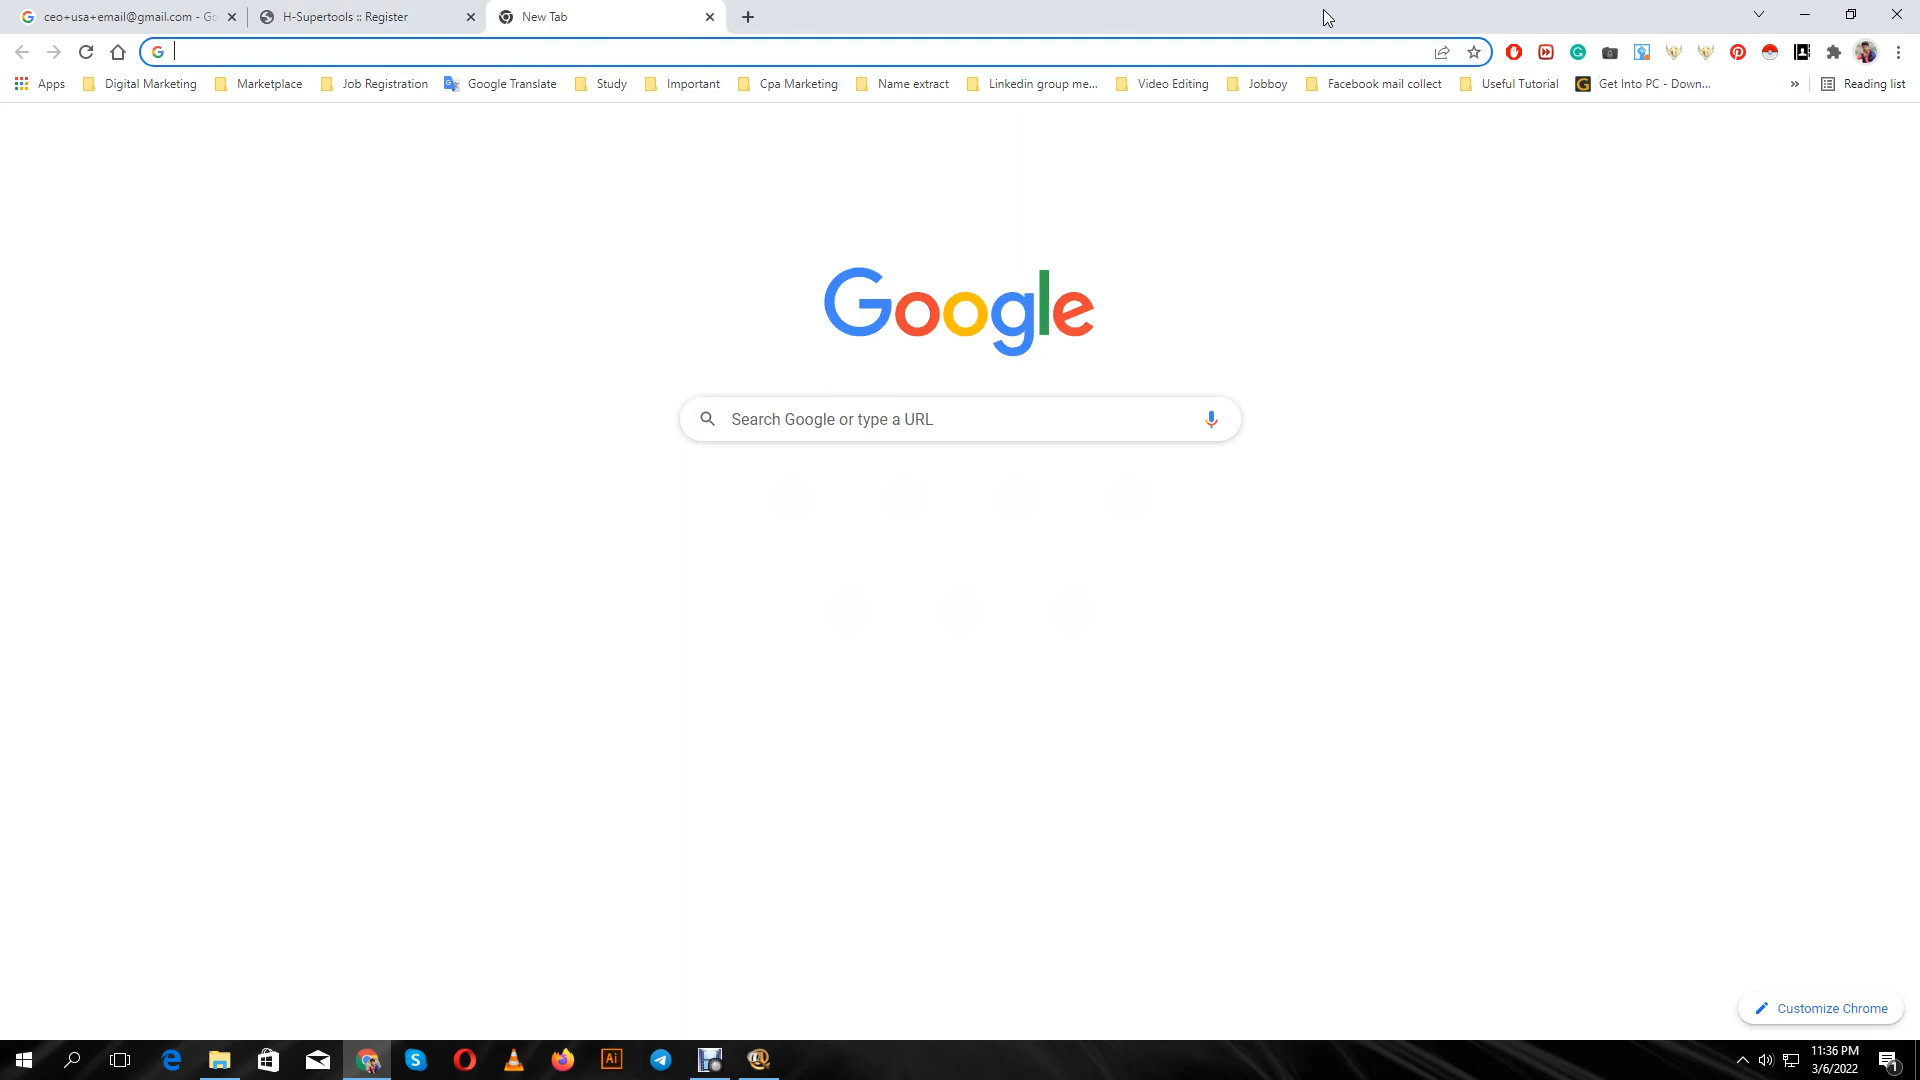 ceo+usa+email@gmail.com - Go
H-Supertools :: Register
New Tab
Apps
Digital Marketing
Marketplace
Job Registration
Google Translate
Study
Important
Cpa Marketing
Name extract
Linkedin group me...
Video Editing
Jobboy
Facebook mail collect
Useful Tutorial
Get Into PC - Down...
»
Reading list
Google
Search Google or type a URL
Customize Chrome
Ai
11:36 PM
3/6/2022
1